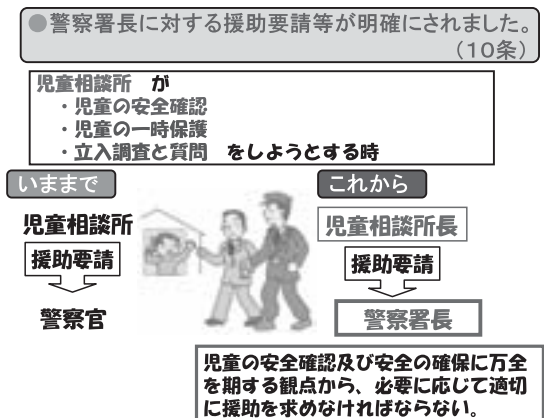 ●警察署長に対する援助要請等が明確にされました。
（10条）
児童相談所　が
・児童の安全確認
・児童の一時保護
・立入調査と質問　をしようとする時
いままで
児童相談所
援助要請
警察官
これから
児童相談所長
援助要請
警察署長
児童の安全確認及び安全の確保に万全
を期する観点から、必要に応じて適切
に援助を求めなければならない。